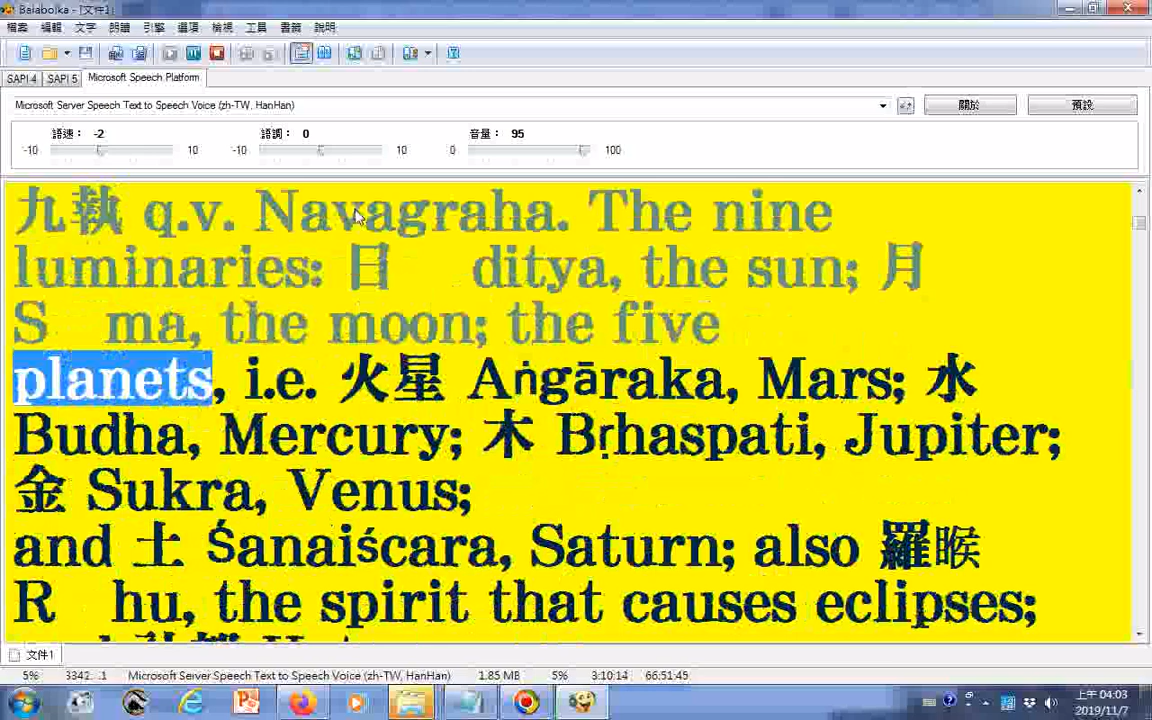 Balabolka - [文件1]
檔案 編輯 文字 朗讀 引擎 選項 檢視 工具 書籤 說明
SAPI 4 SAPI 5 Microsoft Speech Platform
Microsoft Server Speech Text to Speech Voice (zh-TW, HanHan) 關於 預設
語速： -2 語調： 0 音量： 95
-10 10 -10 10 0 100
九執 q.v. Navagraha. The nine
luminaries: 日 ditya, the sun; 月
S ma, the moon; the five
planets, i.e. 火星 Aṅgāraka, Mars; 水
Budha, Mercury; 木 Bṛhaspati, Jupiter;
金 Sukra, Venus;
and 土 Śanaiścara, Saturn; also 羅睺
R hu, the spirit that causes eclipses;
文件1
5% 3342. .1 Microsoft Server Speech Text to Speech Voice (zh-TW, HanHan) 1.85 MB 5% 3:10:14 66:51:45
上午 04:03
2019/11/7